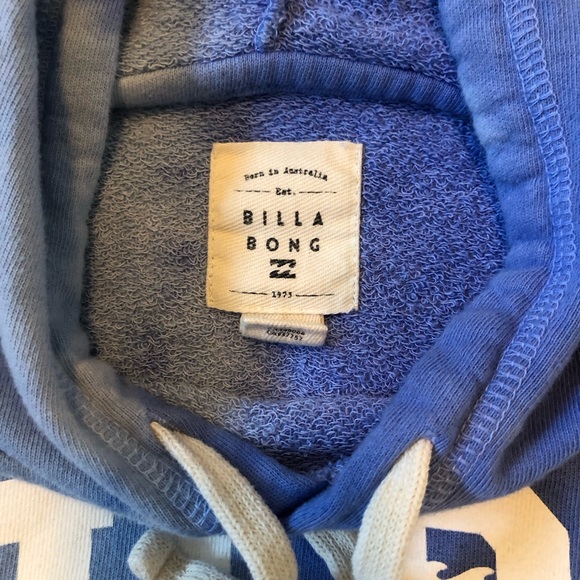 Born in Australia
Est.
BILLA
BONG
1973